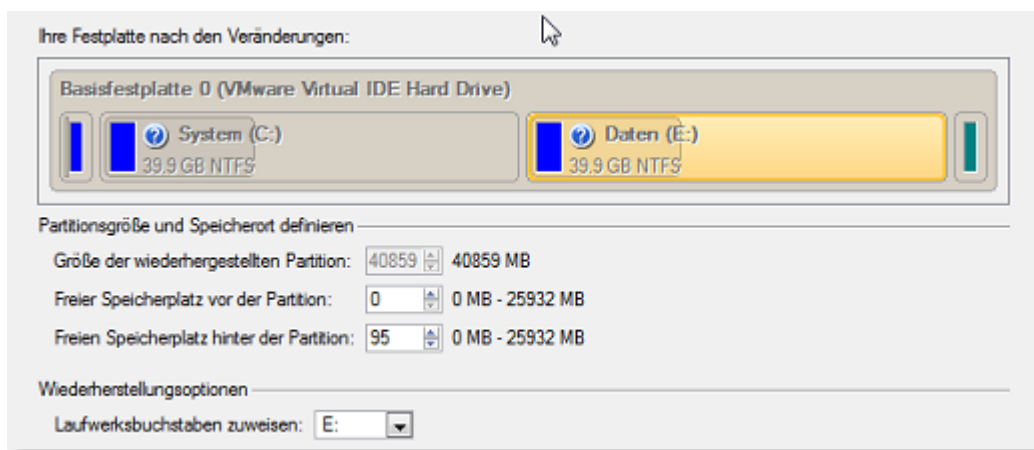 Ihre Festplatte nach den Veränderungen:
Basisfestplatte 0 (VMware Virtual IDE Hard Drive)
System (C:)
39.9 GB NTFS
Daten (E:)
39.9 GB NTFS
Partitionsgröße und Speicherort definieren
Größe der wiederhergestellten Partition: 40859 40859 MB
Freier Speicherplatz vor der Partition: 0 0 MB - 25932 MB
Freien Speicherplatz hinter der Partition: 95 0 MB - 25932 MB
Wiederherstellungsoptionen
Laufwerksbuchstaben zuweisen: E: